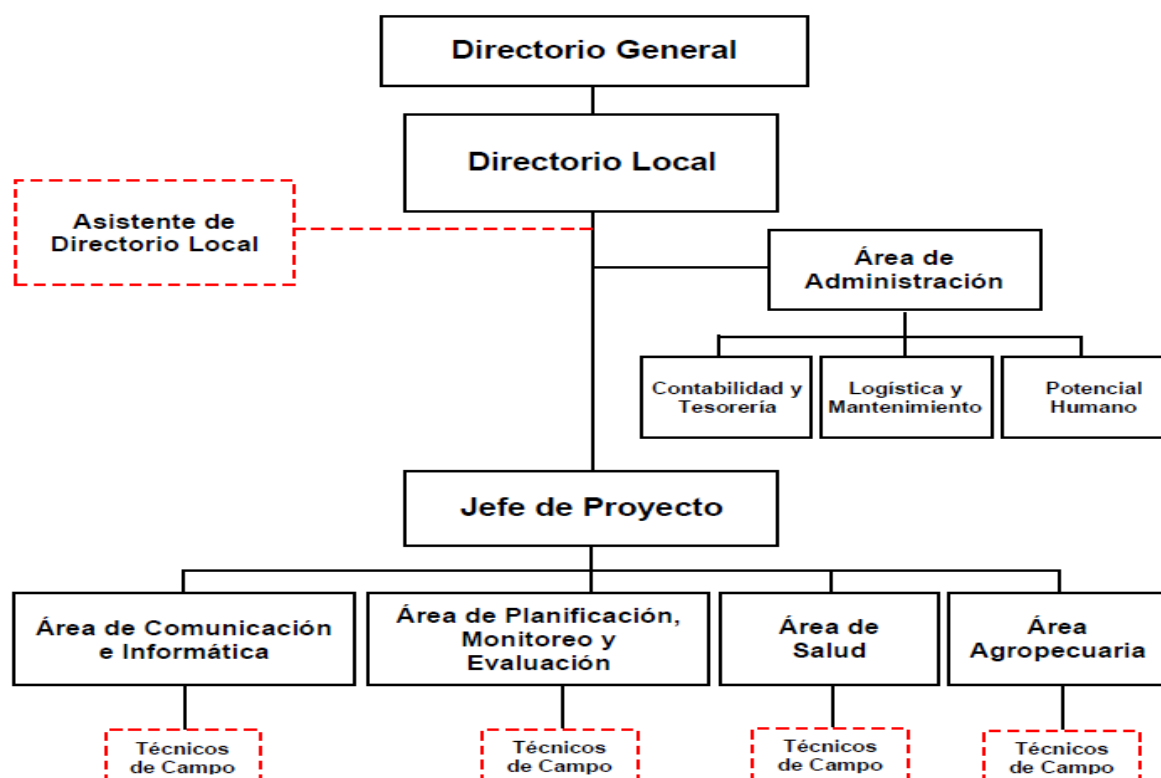 Directorio General
Directorio Local
Asistente de
Directorio Local
Área de
Administración
Contabilidad y
Tesorería
Logística y
Mantenimiento
Potencial
Humano
Jefe de Proyecto
Área de Comunicación
e Informática
Área de Planificación,
Monitoreo y
Evaluación
Área de
Salud
Área
Agropecuaria
Técnicos
de Campo
Técnicos
de Campo
Técnicos
de Campo
Técnicos
de Campo